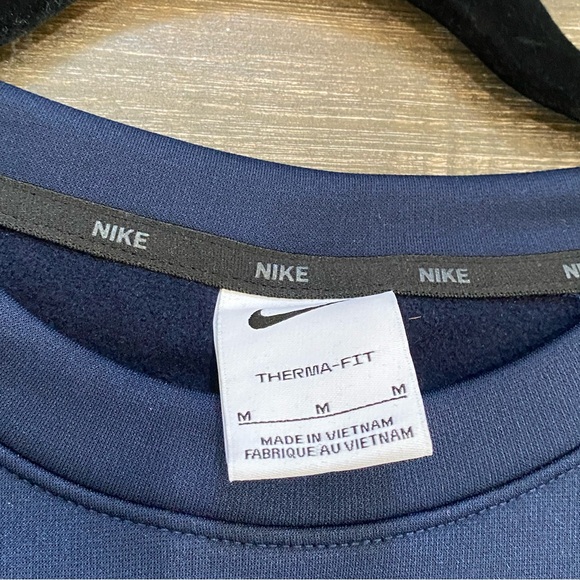 NIKE
NIKE
NIKE
THERMA-FIT
M M M
MADE IN VIETNAM
FABRIQUE AU VIETNAM